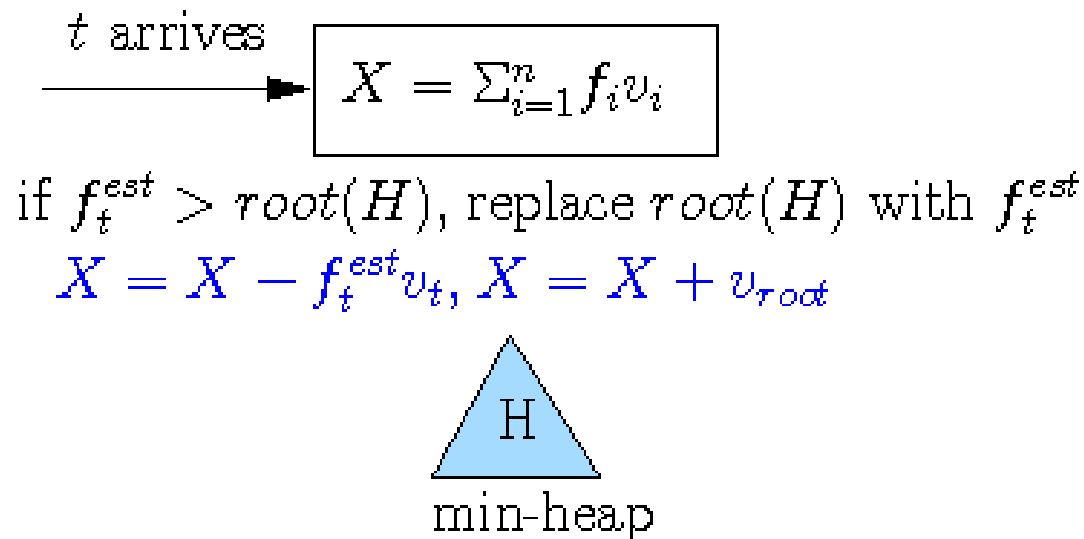 t arrives
X = Σ_{i=1}^{n} f_i v_i
if f_t^{est} > root(H), replace root(H) with f_t^{est}
X = X − f_t^{est} v_t, X = X + v_{root}
H
min-heap